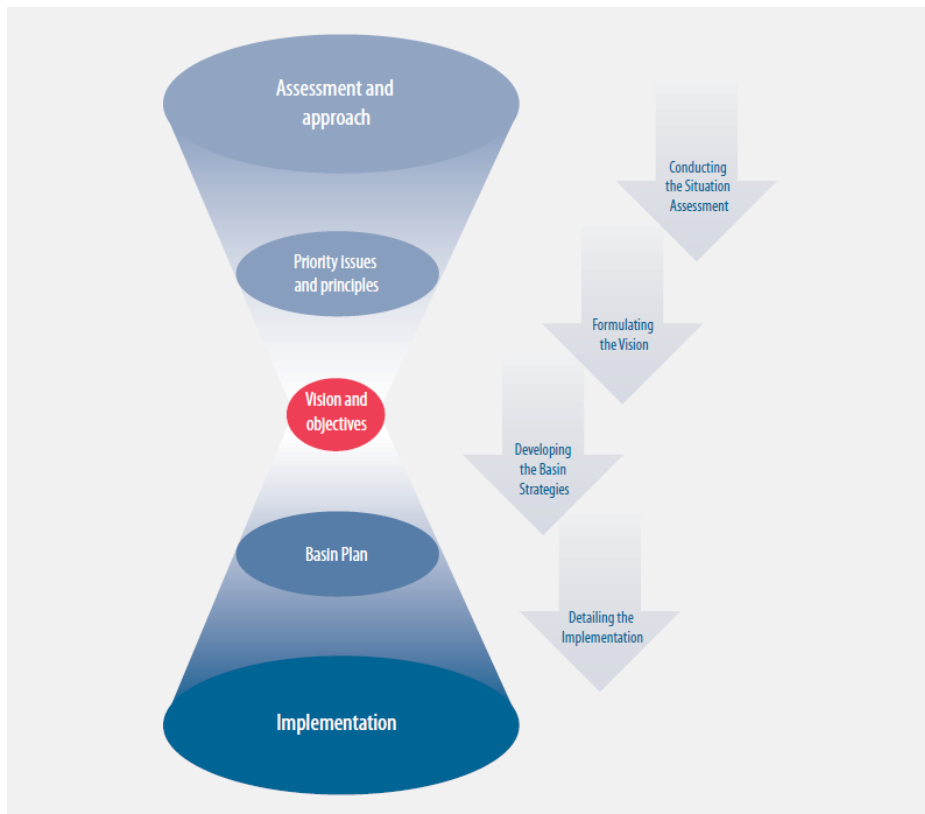 Assessment and
approach
Conducting
the Situation
Assessment
Priority issues
and principles
Formulating
the Vision
Vision and
objectives
Developing
the Basin
Strategies
Basin Plan
Detailing the
Implementation
Implementation